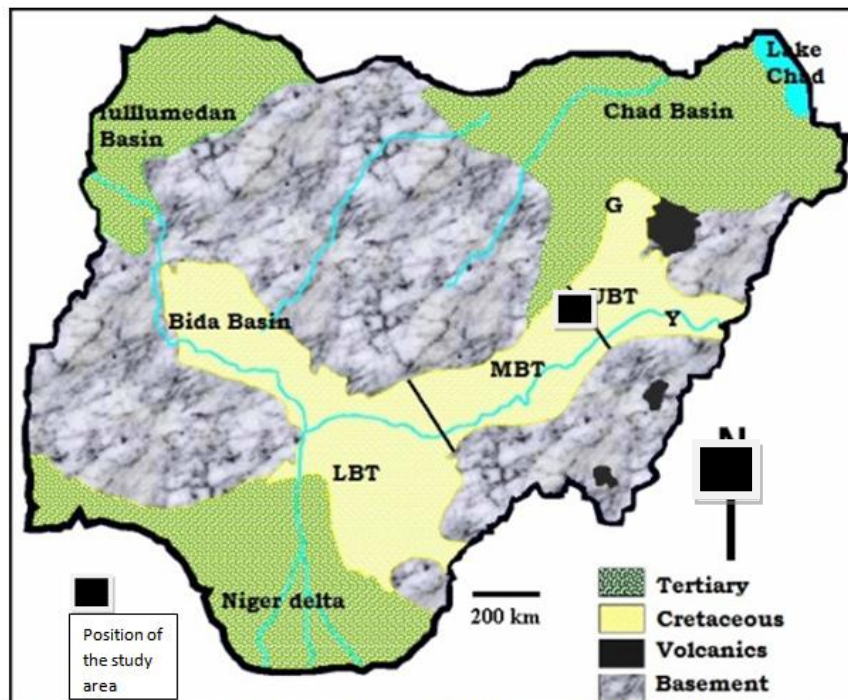 Lake
Chad
Iulllumedan
Basin
Chad Basin
G
UBT
Y
Bida Basin
MBT
N
LBT
Niger delta
200 km
Tertiary
Cretaceous
Volcanics
Basement
Position of
the study
area